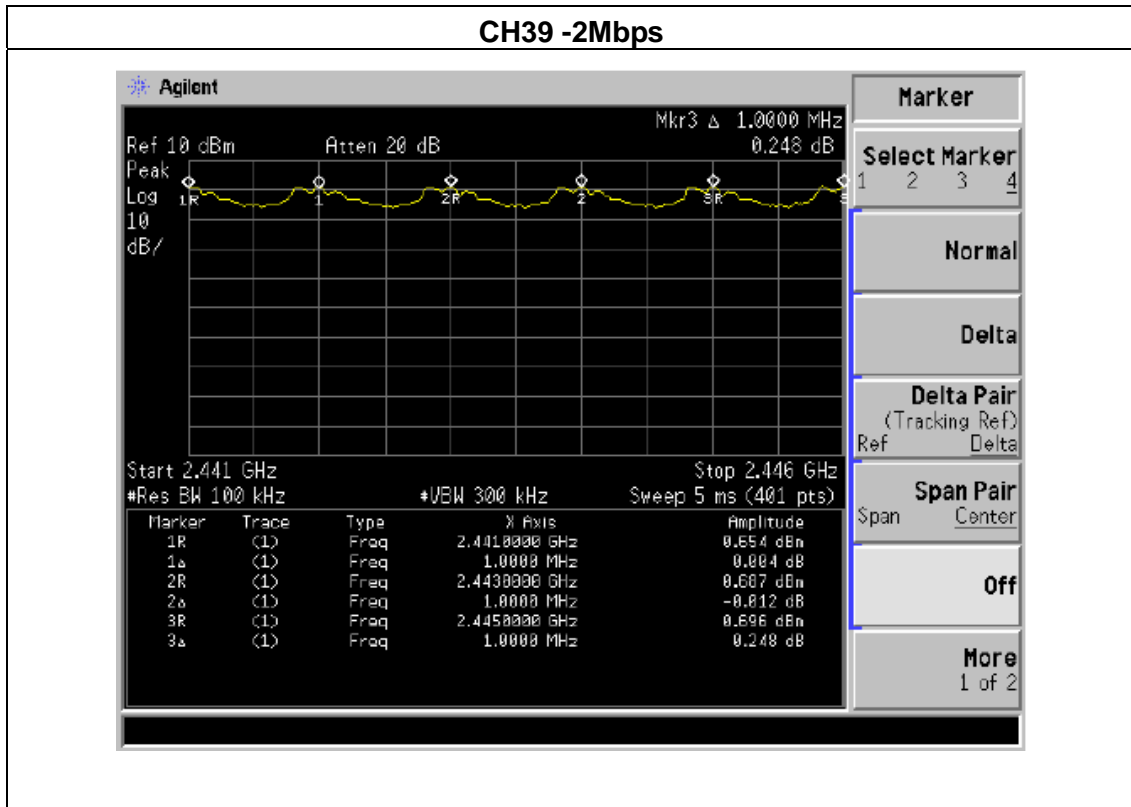 CH39 -2Mbps
Agilent
Mkr3 Δ 1.0000 MHz
Ref 10 dBm Atten 20 dB 0.248 dB
Peak
Log
10
dB/
1R 1 2R 2 3R 3
Start 2.441 GHz Stop 2.446 GHz
#Res BW 100 kHz #VBW 300 kHz Sweep 5 ms (401 pts)
Marker Trace Type X Axis Amplitude
1R (1) Freq 2.4410000 GHz 0.654 dBm
1Δ (1) Freq 1.0000 MHz 0.004 dB
2R (1) Freq 2.4430000 GHz 0.687 dBm
2Δ (1) Freq 1.0000 MHz -0.012 dB
3R (1) Freq 2.4450000 GHz 0.696 dBm
3Δ (1) Freq 1.0000 MHz 0.248 dB
Marker
Select Marker
1 2 3 4
Normal
Delta
Delta Pair
(Tracking Ref)
Ref Delta
Span Pair
Span Center
Off
More
1 of 2